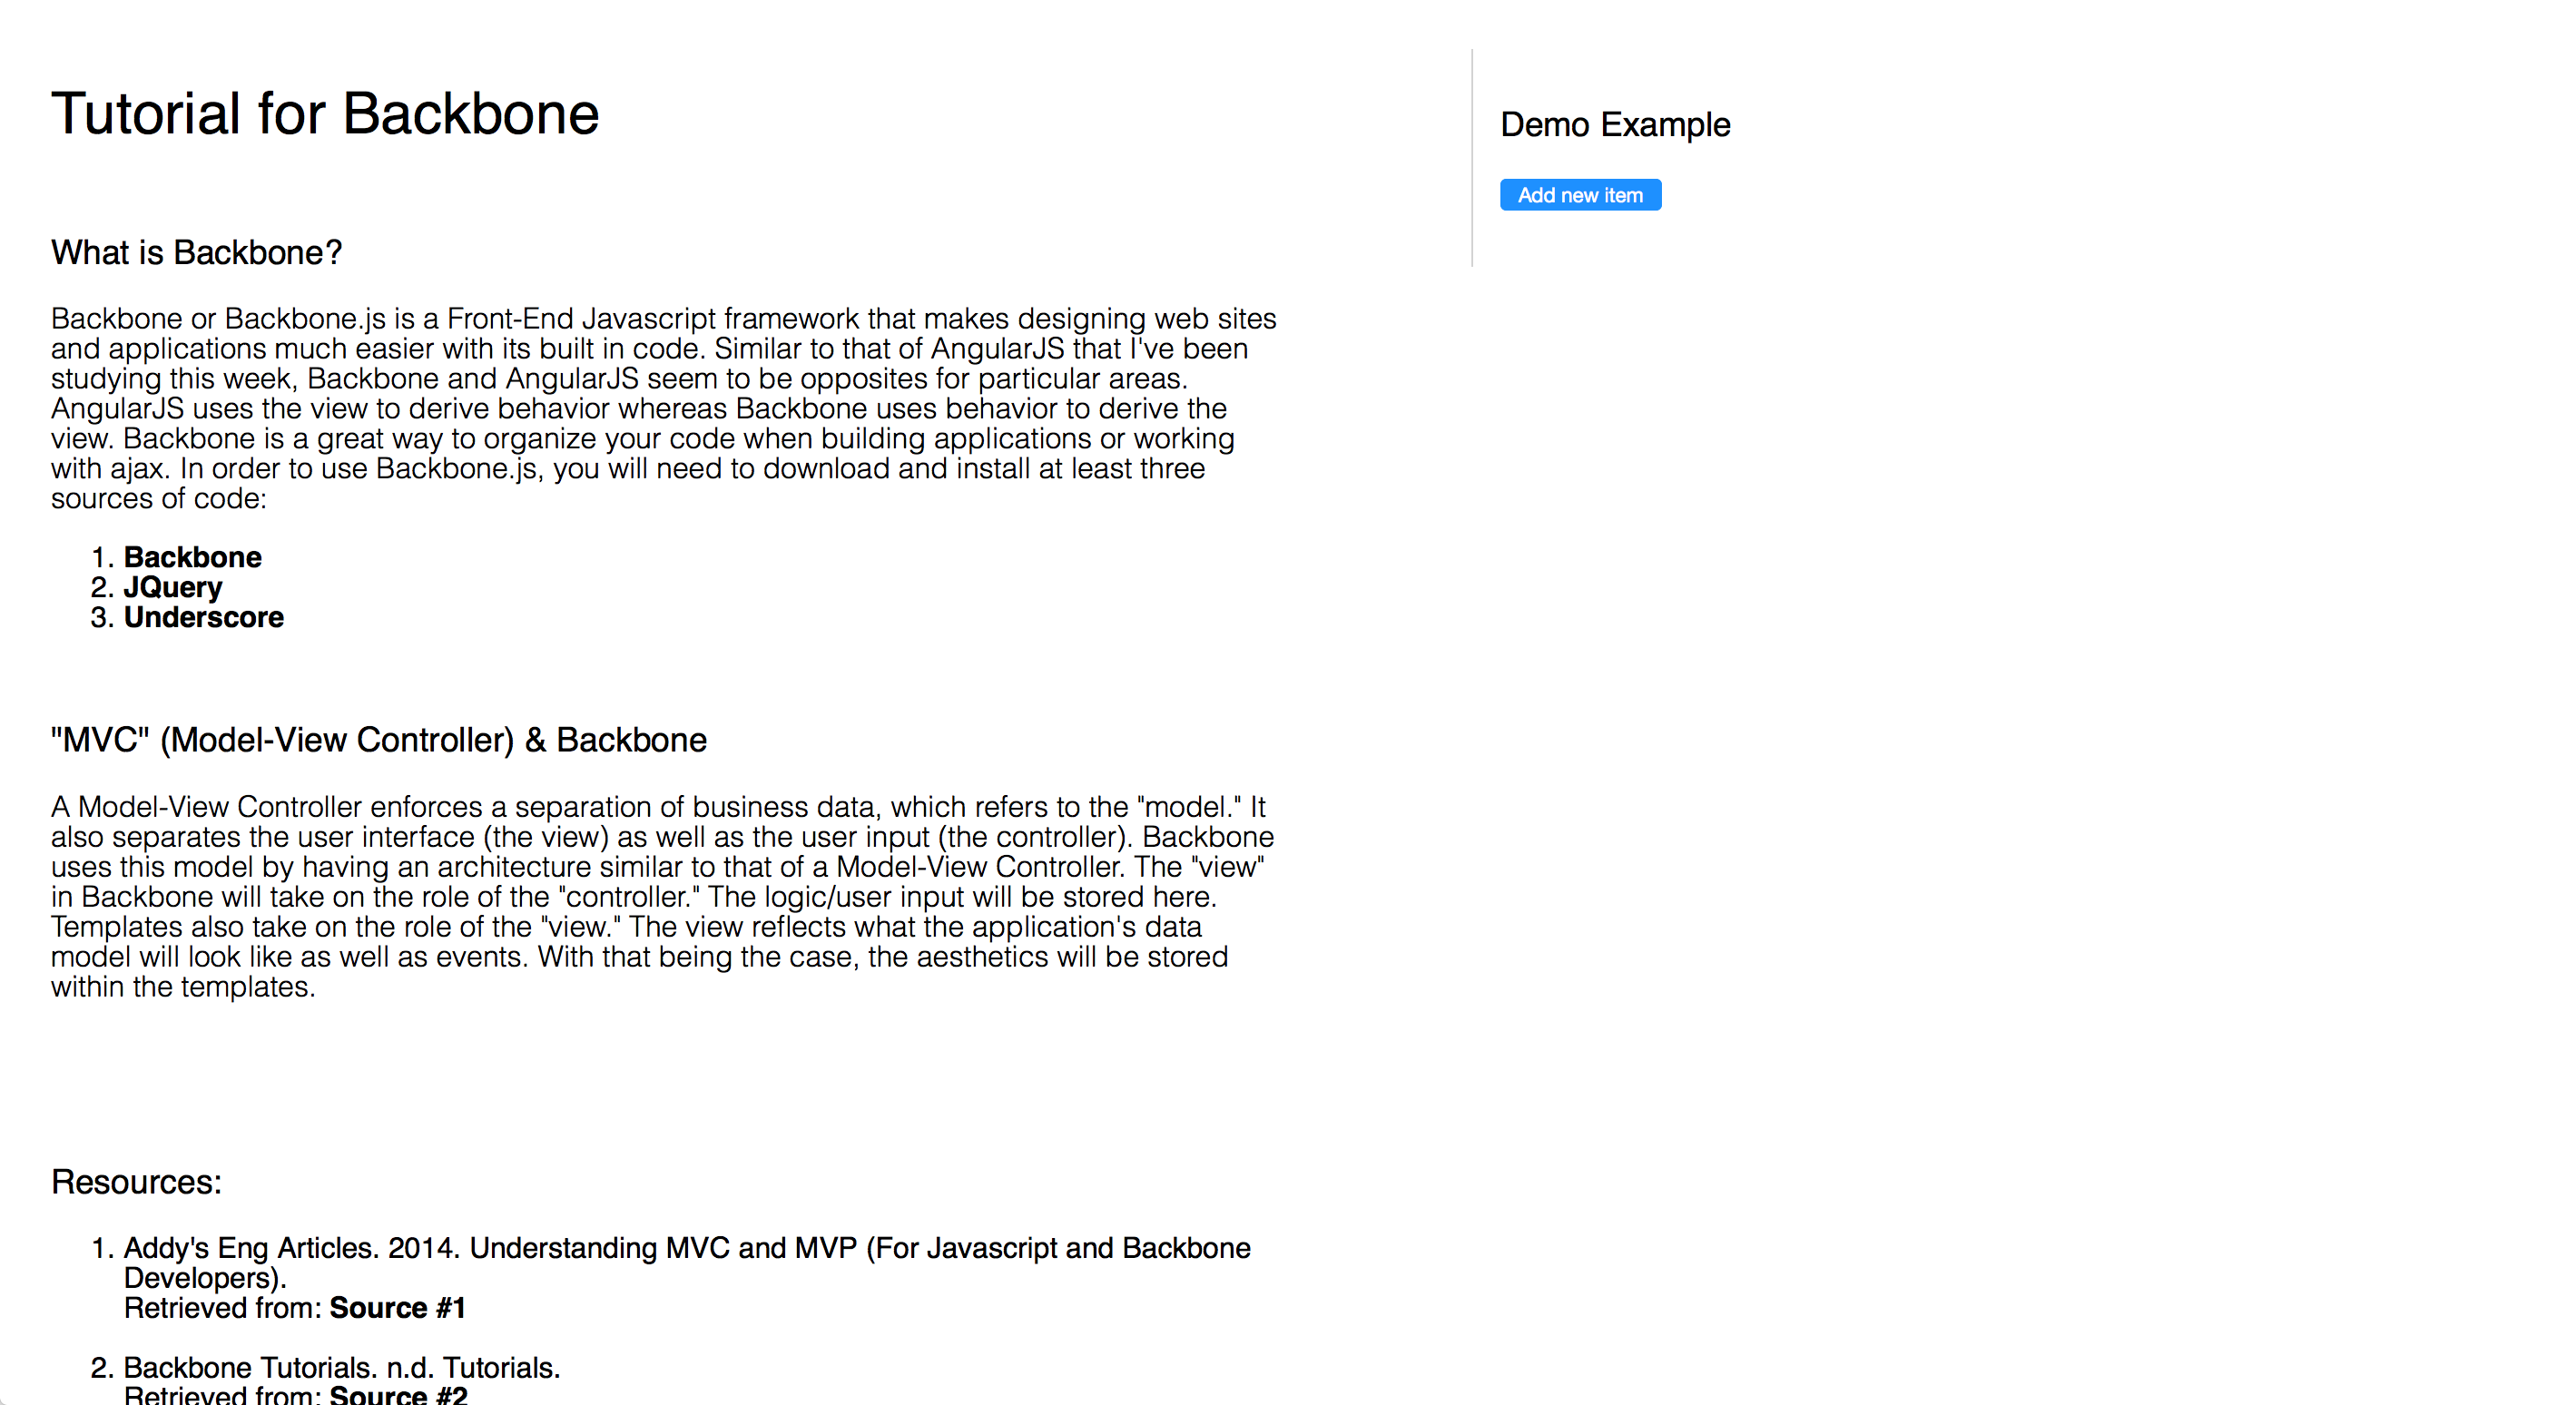 Tutorial for Backbone
What is Backbone?
Backbone or Backbone.js is a Front-End Javascript framework that makes designing web sites
and applications much easier with its built in code. Similar to that of AngularJS that I've been
studying this week, Backbone and AngularJS seem to be opposites for particular areas.
AngularJS uses the view to derive behavior whereas Backbone uses behavior to derive the
view. Backbone is a great way to organize your code when building applications or working
with ajax. In order to use Backbone.js, you will need to download and install at least three
sources of code:
1. Backbone
2. JQuery
3. Underscore
"MVC" (Model-View Controller) & Backbone
A Model-View Controller enforces a separation of business data, which refers to the "model." It
also separates the user interface (the view) as well as the user input (the controller). Backbone
uses this model by having an architecture similar to that of a Model-View Controller. The "view"
in Backbone will take on the role of the "controller." The logic/user input will be stored here.
Templates also take on the role of the "view." The view reflects what the application's data
model will look like as well as events. With that being the case, the aesthetics will be stored
within the templates.
Resources:
1. Addy's Eng Articles. 2014. Understanding MVC and MVP (For Javascript and Backbone
Developers).
Retrieved from: Source #1
2. Backbone Tutorials. n.d. Tutorials.
Retrieved from: Source #2
Demo Example
Add new item